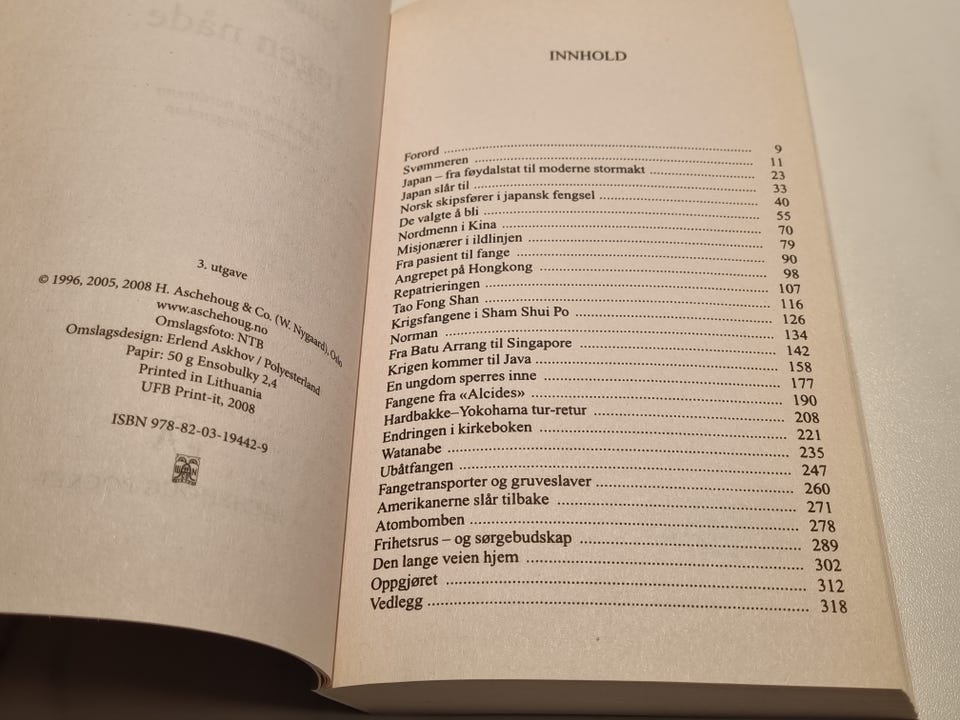 3. utgave
© 1996, 2005, 2008 H. Aschehoug & Co. (W. Nygaard), Oslo
www.aschehoug.no
Omslagsfoto: NTB
Omslagsdesign: Erlend Askhov / Polyesterland
Papir: 50 g Ensobulky 2,4
Printed in Lithuania
UFB Print-it, 2008
ISBN 978-82-03-19442-9
INNHOLD
Forord ........ 9
Svømmeren ........ 11
Japan – fra føydalstat til moderne stormakt ........ 23
Japan slår til ........ 33
Norsk skipsfører i japansk fengsel ........ 40
De valgte å bli ........ 55
Nordmenn i Kina ........ 70
Misjonærer i ildlinjen ........ 79
Fra pasient til fange ........ 90
Angrepet på Hongkong ........ 98
Repatrieringen ........ 107
Tao Fong Shan ........ 116
Krigsfangene i Sham Shui Po ........ 126
Norman ........ 134
Fra Batu Arrang til Singapore ........ 142
Krigen kommer til Java ........ 158
En ungdom sperres inne ........ 177
Fangene fra «Alcides» ........ 190
Hardbakke–Yokohama tur-retur ........ 208
Endringen i kirkeboken ........ 221
Watanabe ........ 235
Ubåtfangen ........ 247
Fangetransporter og gruveslaver ........ 260
Amerikanerne slår tilbake ........ 271
Atombomben ........ 278
Frihetsrus – og sørgebudskap ........ 289
Den lange veien hjem ........ 302
Oppgjøret ........ 312
Vedlegg ........ 318